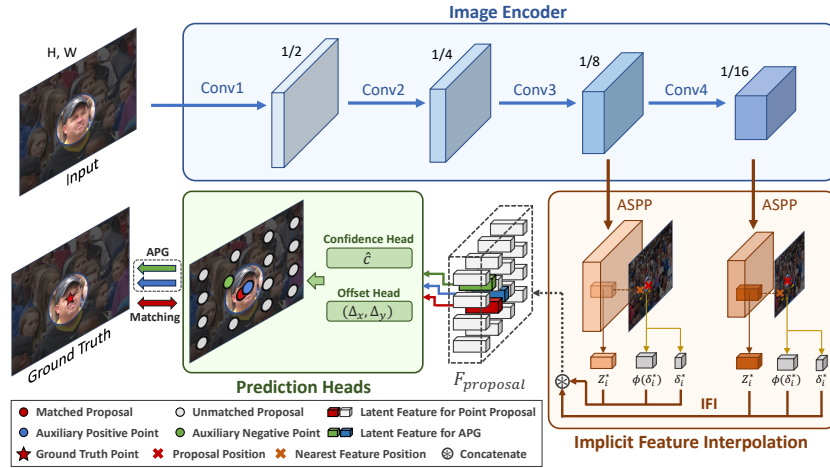 Image Encoder
H, W
1/2
1/4
1/8
1/16
Conv1
Conv2
Conv3
Conv4
Input
ASPP
ASPP
APG
Matching
Ground Truth
Confidence Head
ĉ
Offset Head
(Δ_x, Δ_y)
Prediction Heads
F_proposal
Z_i^*
ϕ(δ_i^*)
δ_i^*
Z_i^*
ϕ(δ_i^*)
δ_i^*
IFI
Implicit Feature Interpolation
Matched Proposal
Unmatched Proposal
Latent Feature for Point Proposal
Auxiliary Positive Point
Auxiliary Negative Point
Latent Feature for APG
Ground Truth Point
Proposal Position
Nearest Feature Position
Concatenate